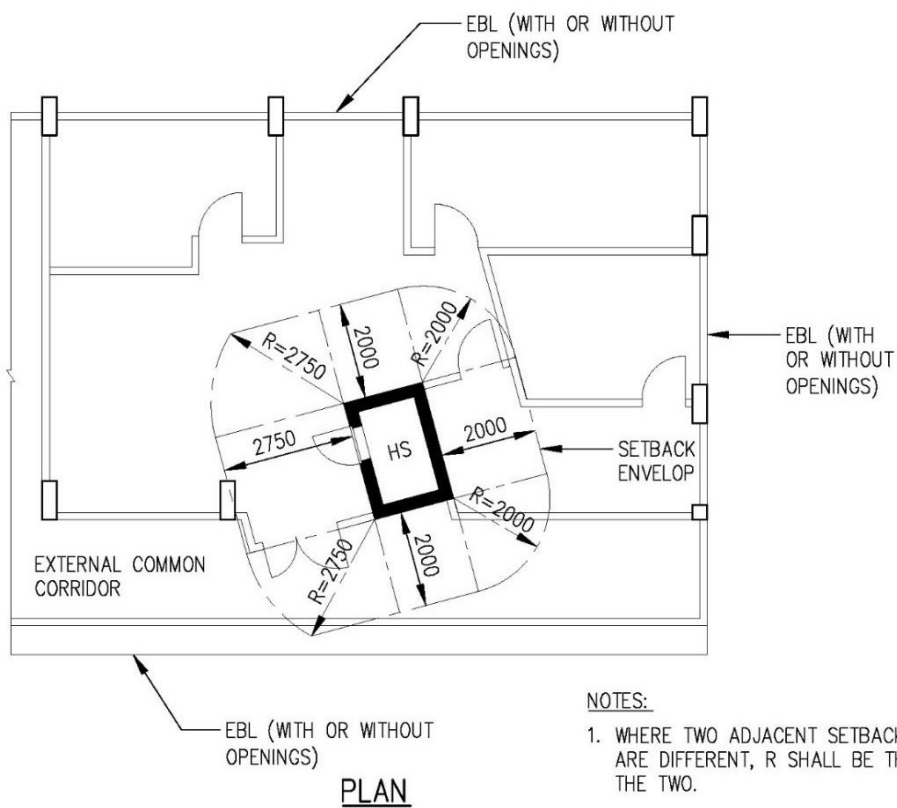 EBL (WITH OR WITHOUT
OPENINGS)
R=2750
2000
R=2000
EBL (WITH
OR WITHOUT
OPENINGS)
2750
HS
2000
SETBACK
ENVELOP
R=2000
EXTERNAL COMMON
CORRIDOR
R=2750
2000
EBL (WITH OR WITHOUT
OPENINGS)
PLAN
NOTES:
1. WHERE TWO ADJACENT SETBACK
ARE DIFFERENT, R SHALL BE
THE TWO.